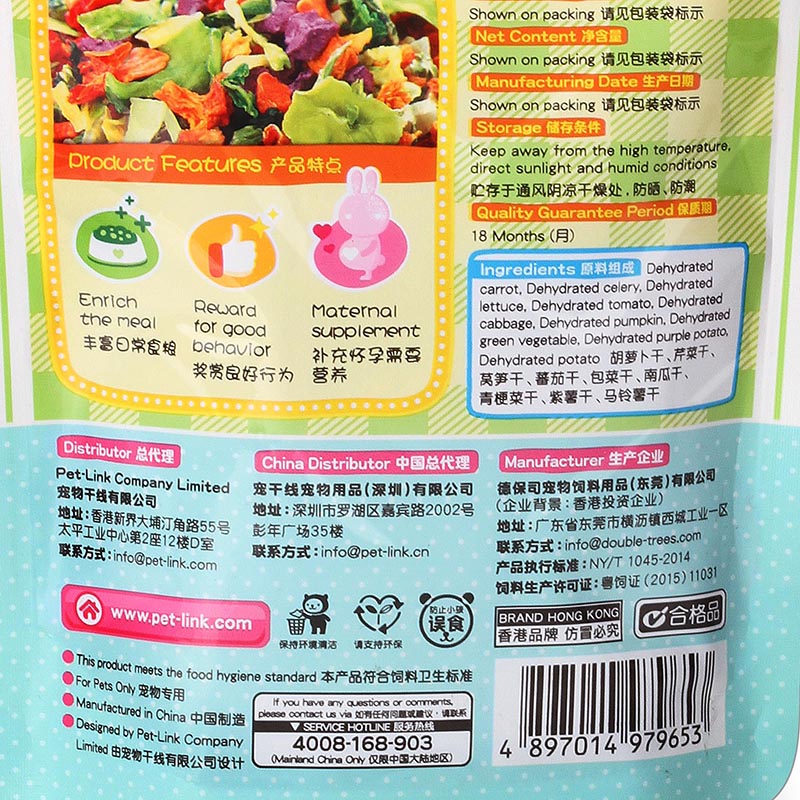 Shown on packing 请见包装袋标示
Net Content 净含量
Shown on packing 请见包装袋标示
Manufacturing Date 生产日期
Shown on packing 请见包装袋标示
Storage 储存条件
Keep away from the high temperature,
direct sunlight and humid conditions
贮存于通风阴凉干燥处，防晒、防潮
Quality Guarantee Period 保质期
18 Months (月)
Product Features 产品特点
Enrich
the meal
丰富日常食粮
Reward
for good
behavior
奖赏良好行为
Maternal
supplement
补充怀孕需要
营养
Ingredients 原料组成 Dehydrated
carrot, Dehydrated celery, Dehydrated
lettuce, Dehydrated tomato, Dehydrated
cabbage, Dehydrated pumpkin, Dehydrated
green vegetable, Dehydrated purple potato,
Dehydrated potato 胡萝卜干、芹菜干、
莴笋干、蕃茄干、包菜干、南瓜干、
青梗菜干、紫薯干、马铃薯干
Distributor 总代理
Pet-Link Company Limited
宠物干线有限公司
地址：香港新界大埔汀角路55号
太平工业中心第2座12楼D室
联系方式：info@pet-link.com
China Distributor 中国总代理
宠干线宠物用品(深圳)有限公司
地址：深圳市罗湖区嘉宾路2002号
彭年广场35楼
联系方式：info@pet-link.cn
Manufacturer 生产企业
德保司宠物饲料用品(东莞)有限公司
(企业背景：香港投资企业)
地址：广东省东莞市横沥镇西城工业一区
联系方式：info@double-trees.com
产品执行标准：NY/T 1045-2014
饲料生产许可证：粤饲证 (2015) 11031
www.pet-link.com
保持环境清洁
请支持环保
防止小孩
误食
BRAND HONG KONG
香港品牌 仿冒必究
合格品
This product meets the food hygiene standard 本产品符合饲料卫生标准
For Pets Only 宠物专用
Manufactured in China 中国制造
Designed by Pet-Link Company
Limited 由宠物干线有限公司设计
If you have any questions or comments,
please contact us via 如有任何问题或建议，请联系
▼ SERVICE HOTLINE 服务热线
4008-168-903
(Mainland China Only 仅限中国大陆地区)
4 897014 979653